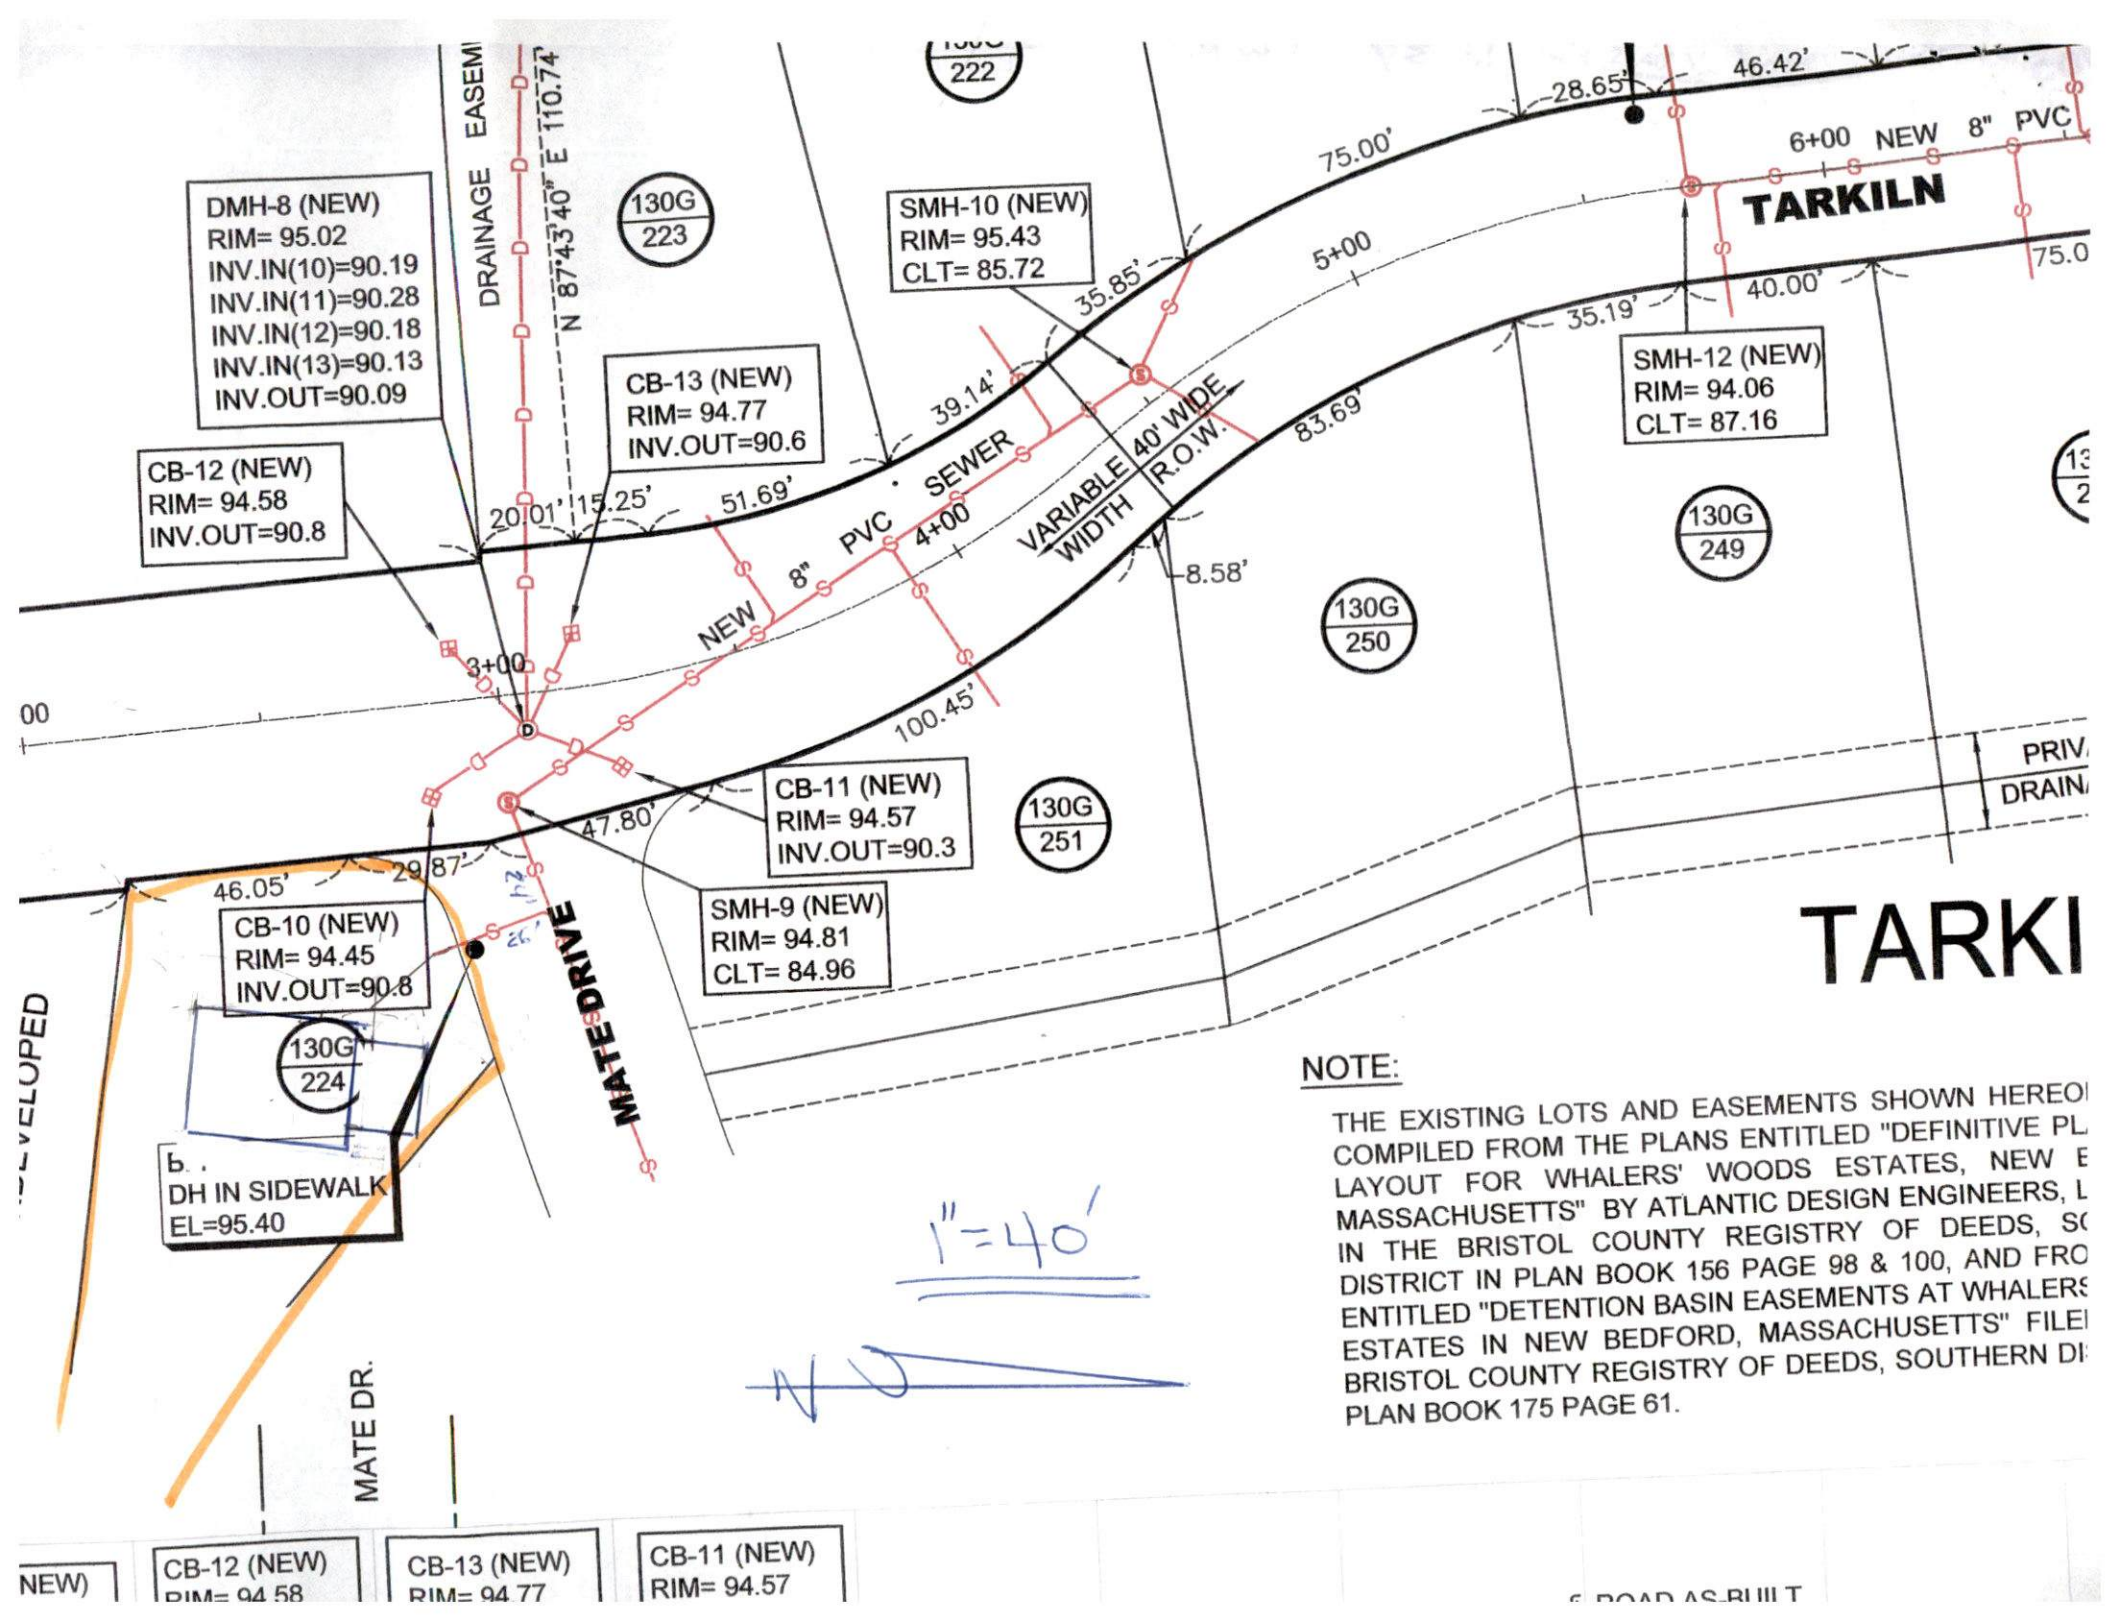 DRAINAGE EASEM
N 87°43'40" E 110.74'
222
28.65'
46.42'
75.00'
6+00 NEW 8" PVC
TARKILN
130G
223
DMH-8 (NEW)
RIM= 95.02
INV.IN(10)=90.19
INV.IN(11)=90.28
INV.IN(12)=90.18
INV.IN(13)=90.13
INV.OUT=90.09
SMH-10 (NEW)
RIM= 95.43
CLT= 85.72
5+00
35.85'
35.19'
40.00'
75.0
CB-13 (NEW)
RIM= 94.77
INV.OUT=90.6
39.14'
SMH-12 (NEW)
RIM= 94.06
CLT= 87.16
83.69'
CB-12 (NEW)
RIM= 94.58
INV.OUT=90.8
20.01'
15.25'
51.69'
NEW 8" PVC SEWER
4+00
VARIABLE WIDTH
40' WIDE
R.O.W.
8.58'
130G
249
13
2
130G
250
3+00
00
D
S
100.45'
CB-11 (NEW)
RIM= 94.57
INV.OUT=90.3
130G
251
PRIV
DRAIN
47.80'
46.05'
29.87'
CB-10 (NEW)
RIM= 94.45
INV.OUT=90.8
SMH-9 (NEW)
RIM= 94.81
CLT= 84.96
26'
MATE DRIVE
TARKI
EVELOPED
130G
224
DH IN SIDEWALK
EL=95.40
1"=40'
N
NOTE:
THE EXISTING LOTS AND EASEMENTS SHOWN HEREO
COMPILED FROM THE PLANS ENTITLED "DEFINITIVE PL
LAYOUT FOR WHALERS' WOODS ESTATES, NEW B
MASSACHUSETTS" BY ATLANTIC DESIGN ENGINEERS, L
IN THE BRISTOL COUNTY REGISTRY OF DEEDS, SO
DISTRICT IN PLAN BOOK 156 PAGE 98 & 100, AND FRO
ENTITLED "DETENTION BASIN EASEMENTS AT WHALERS
ESTATES IN NEW BEDFORD, MASSACHUSETTS" FILE
BRISTOL COUNTY REGISTRY OF DEEDS, SOUTHERN DI
PLAN BOOK 175 PAGE 61.
MATE DR.
NEW)
CB-12 (NEW)
RIM= 94.58
CB-13 (NEW)
RIM= 94.77
CB-11 (NEW)
RIM= 94.57
ROAD AS-BUILT